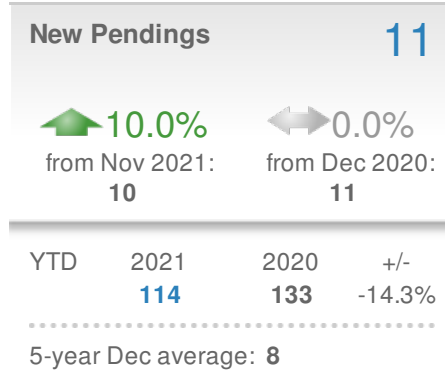 New Pendings 11
10.0% 0.0%
from Nov 2021: from Dec 2020:
10 11
YTD 2021 2020 +/-
114 133 -14.3%
5-year Dec average: 8